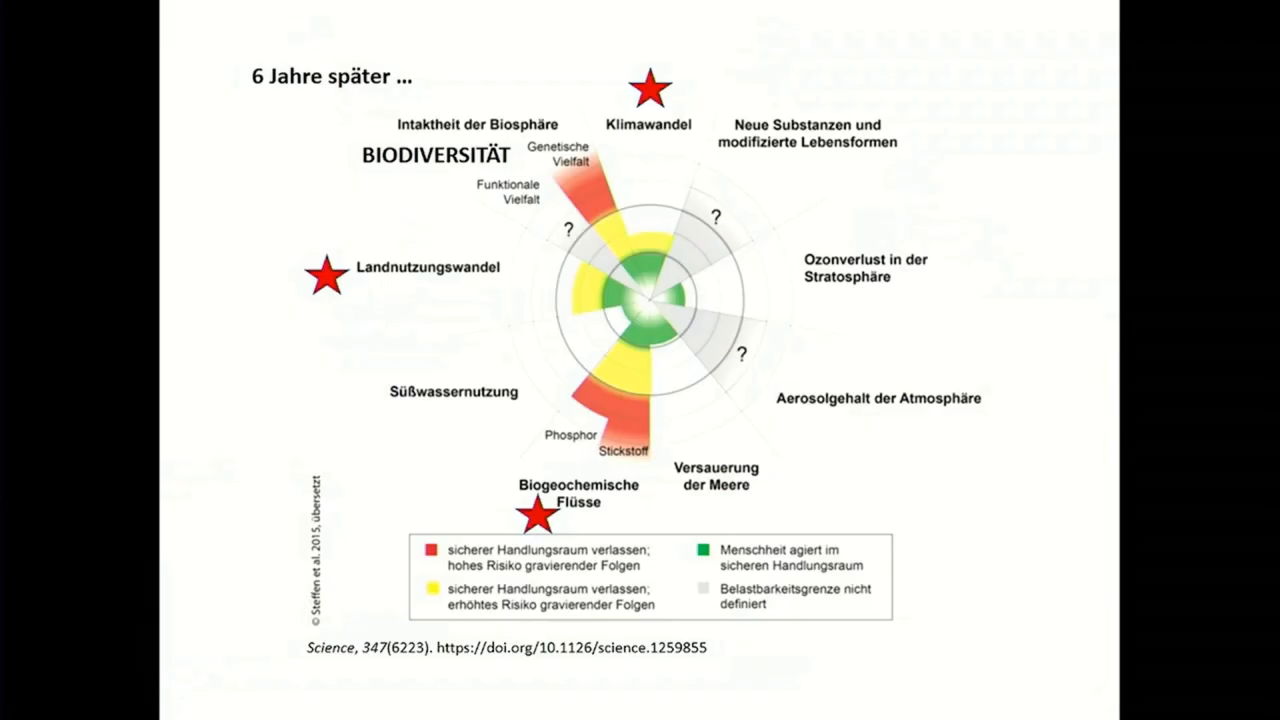 6 Jahre später ...
Intaktheit der Biosphäre
BIODIVERSITÄT
Genetische
Vielfalt
Funktionale
Vielfalt
?
Klimawandel
Neue Substanzen und
modifizierte Lebensformen
?
Landnutzungswandel
Ozonverlust in der
Stratosphäre
?
Süßwassernutzung
Aerosolgehalt der Atmosphäre
Phosphor
Stickstoff
Biogeochemische
Flüsse
Versauerung
der Meere
© Steffen et al. 2015, übersetzt
sicherer Handlungsraum verlassen;
hohes Risiko gravierender Folgen
sicherer Handlungsraum verlassen;
erhöhtes Risiko gravierender Folgen
Menschheit agiert im
sicheren Handlungsraum
Belastbarkeitsgrenze nicht
definiert
Science, 347(6223). https://doi.org/10.1126/science.1259855